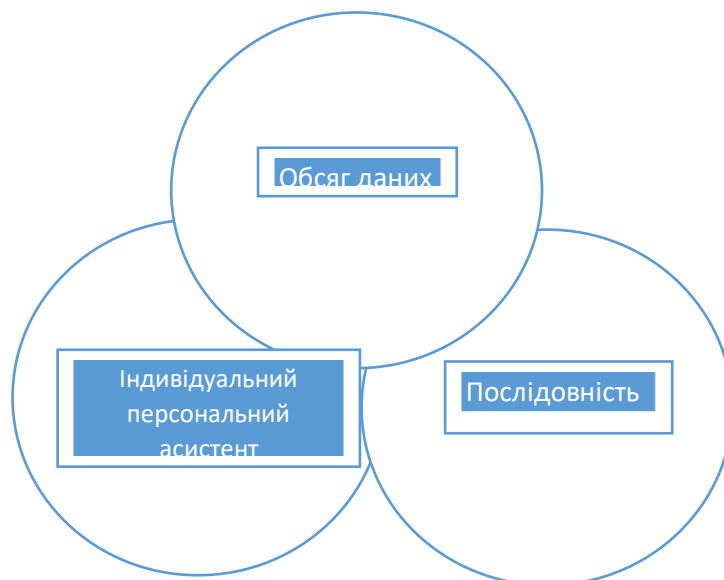 Обсяг даних
Індивідуальний
персональний
асистент
Послідовність